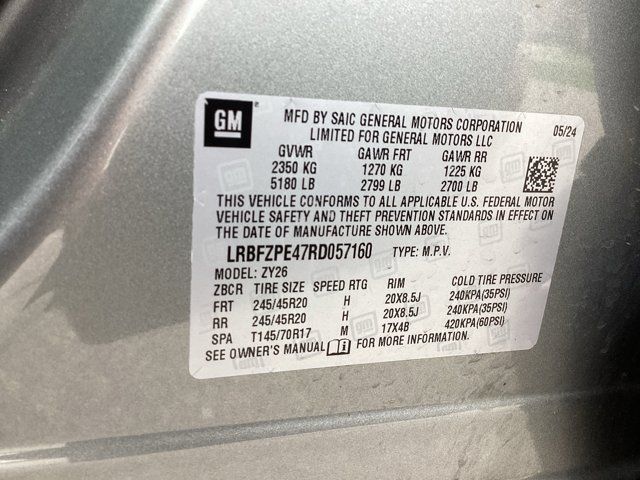 GM
MFD BY SAIC GENERAL MOTORS CORPORATION 05/24
LIMITED FOR GENERAL MOTORS LLC
GVWR GAWR FRT GAWR RR
2350 KG 1270 KG 1225 KG
5180 LB 2799 LB 2700 LB
THIS VEHICLE CONFORMS TO ALL APPLICABLE U.S. FEDERAL MOTOR
VEHICLE SAFETY AND THEFT PREVENTION STANDARDS IN EFFECT ON
THE DATE OF MANUFACTURE SHOWN ABOVE.
LRBFZPE47RD057160 TYPE: M.P.V.
MODEL: ZY26
ZBCR TIRE SIZE SPEED RTG RIM COLD TIRE PRESSURE
FRT 245/45R20 H 20X8.5J 240KPA(35PSI)
RR 245/45R20 H 20X8.5J 240KPA(35PSI)
SPA T145/70R17 M 17X4B 420KPA(60PSI)
SEE OWNER'S MANUAL FOR MORE INFORMATION.